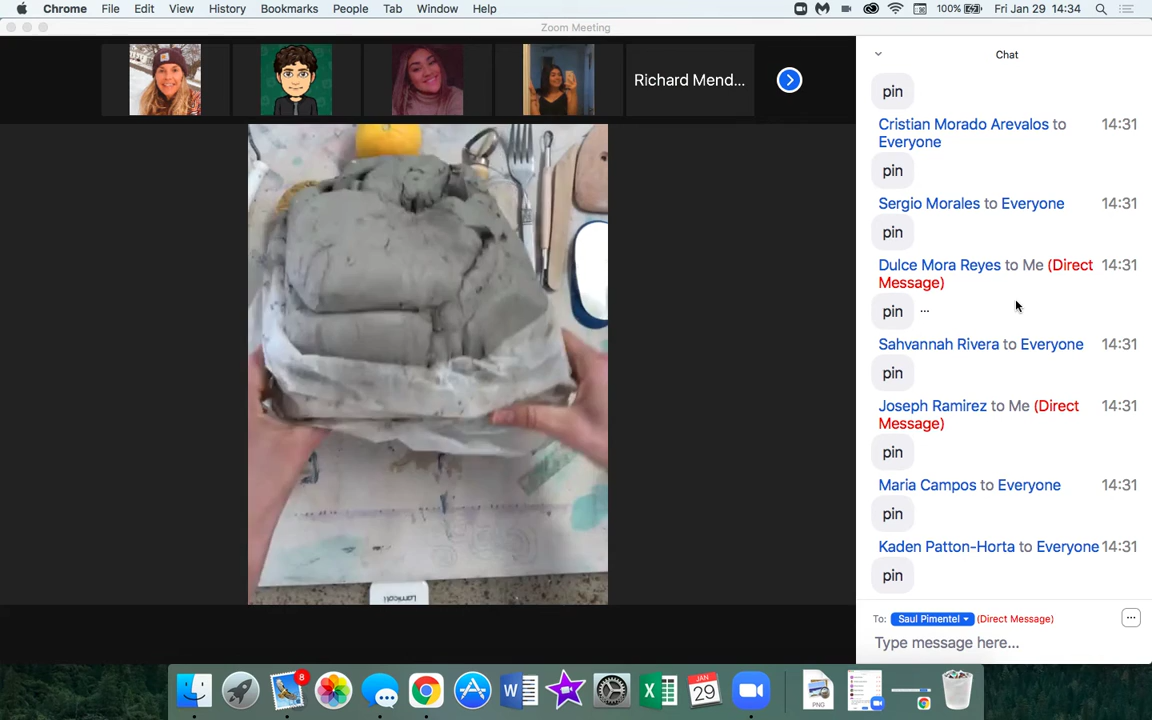 Chrome File Edit View History Bookmarks People Tab Window Help 100% Fri Jan 29 14:34
Zoom Meeting
Richard Mend...
Chat
pin
Cristian Morado Arevalos to 14:31
Everyone
pin
Sergio Morales to Everyone 14:31
pin
Dulce Mora Reyes to Me (Direct 14:31
Message)
pin ...
Sahvannah Rivera to Everyone 14:31
pin
Joseph Ramirez to Me (Direct 14:31
Message)
pin
Maria Campos to Everyone 14:31
pin
Kaden Patton-Horta to Everyone 14:31
pin
To: Saul Pimentel (Direct Message) ...
Type message here...
8
W
X
JAN
29
PNG